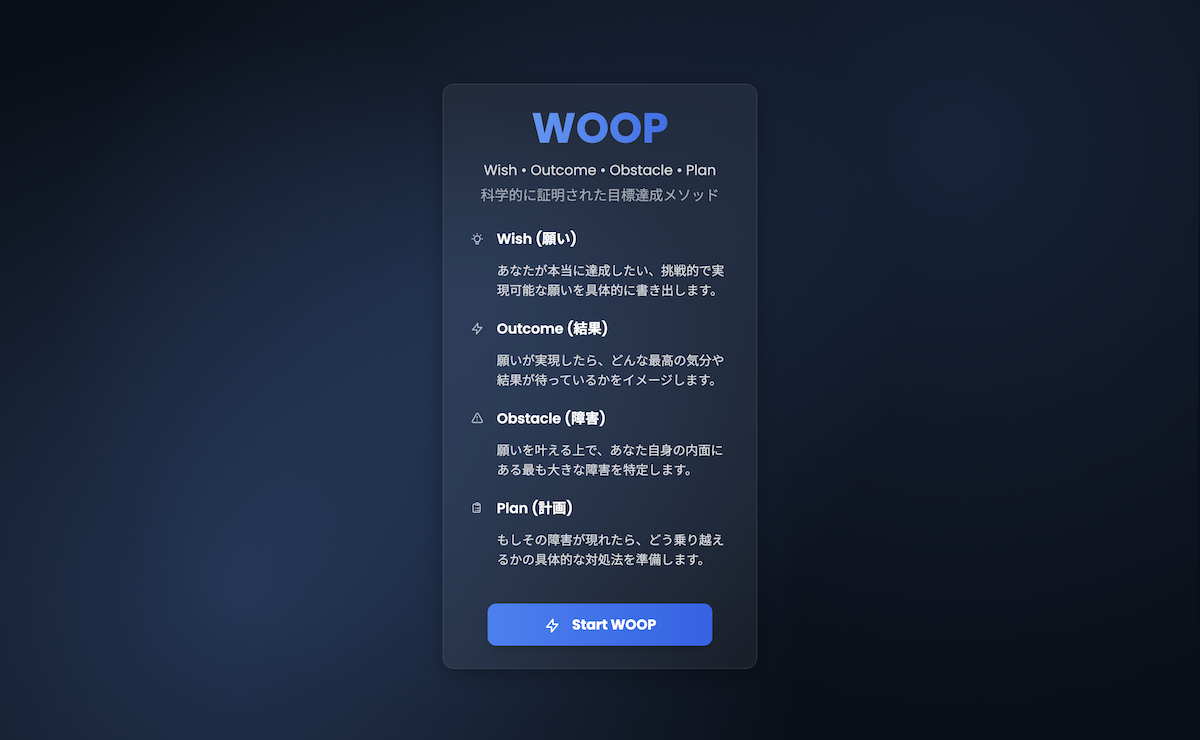 WOOP
Wish • Outcome • Obstacle • Plan
科学的に証明された目標達成メソッド
Wish (願い)
あなたが本当に達成したい、挑戦的で実
現可能な願いを具体的に書き出します。
Outcome (結果)
願いが実現したら、どんな最高の気分や
結果が待っているかをイメージします。
Obstacle (障害)
願いを叶える上で、あなた自身の内面に
ある最も大きな障害を特定します。
Plan (計画)
もしその障害が現れたら、どう乗り越え
るかの具体的な対処法を準備します。
Start WOOP